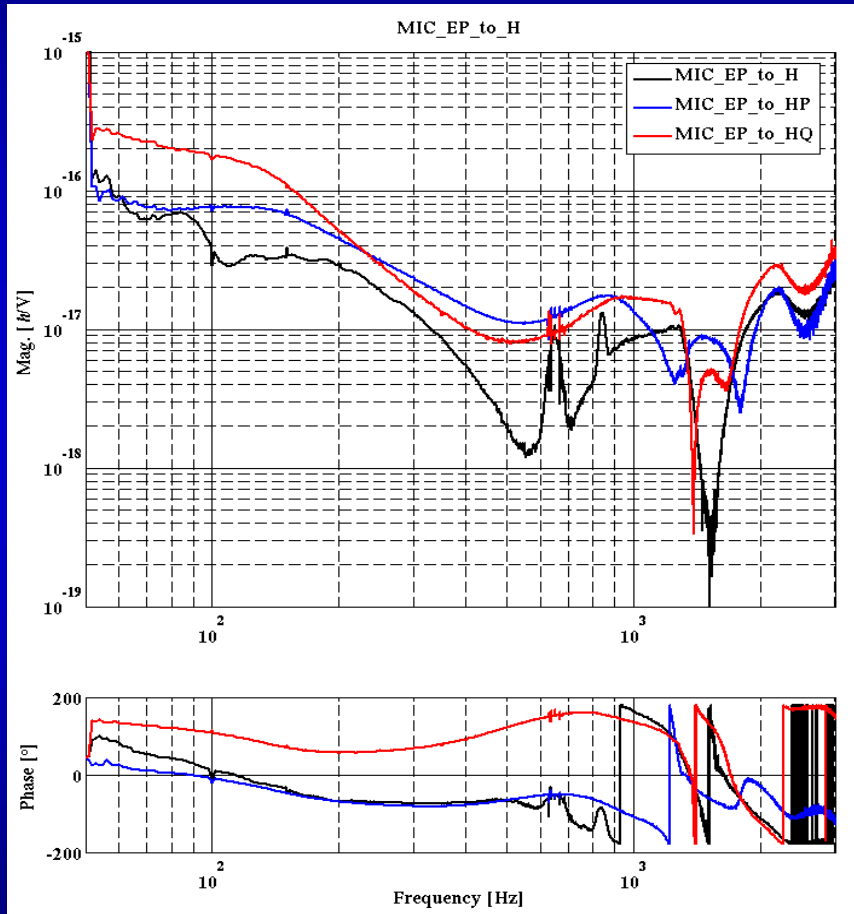 MIC_EP_to_H
10^-15
10^-16
10^-17
10^-18
10^-19
Mag. [h/V]
MIC_EP_to_H
MIC_EP_to_HP
MIC_EP_to_HQ
10^2
10^3
200
0
-200
Phase [°]
10^2
10^3
Frequency [Hz]